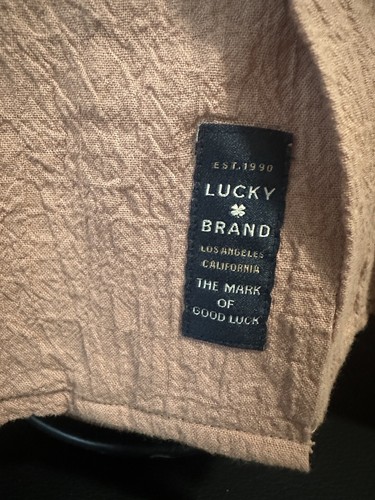 EST.1990
LUCKY
BRAND
LOS ANGELES
CALIFORNIA
THE MARK
OF
GOOD LUCK